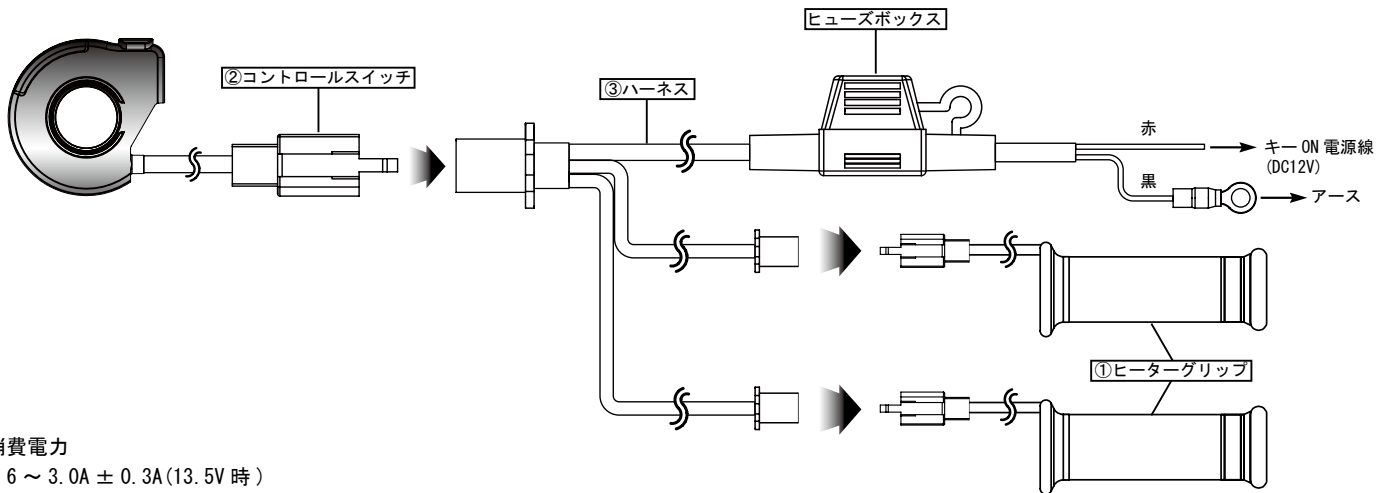 ヒューズボックス
②コントロールスイッチ
③ハーネス
赤
キー ON 電源線
(DC12V)
黒
アース
①ヒーターグリップ
消費電力
6 ～ 3.0A ± 0.3A(13.5V 時 )